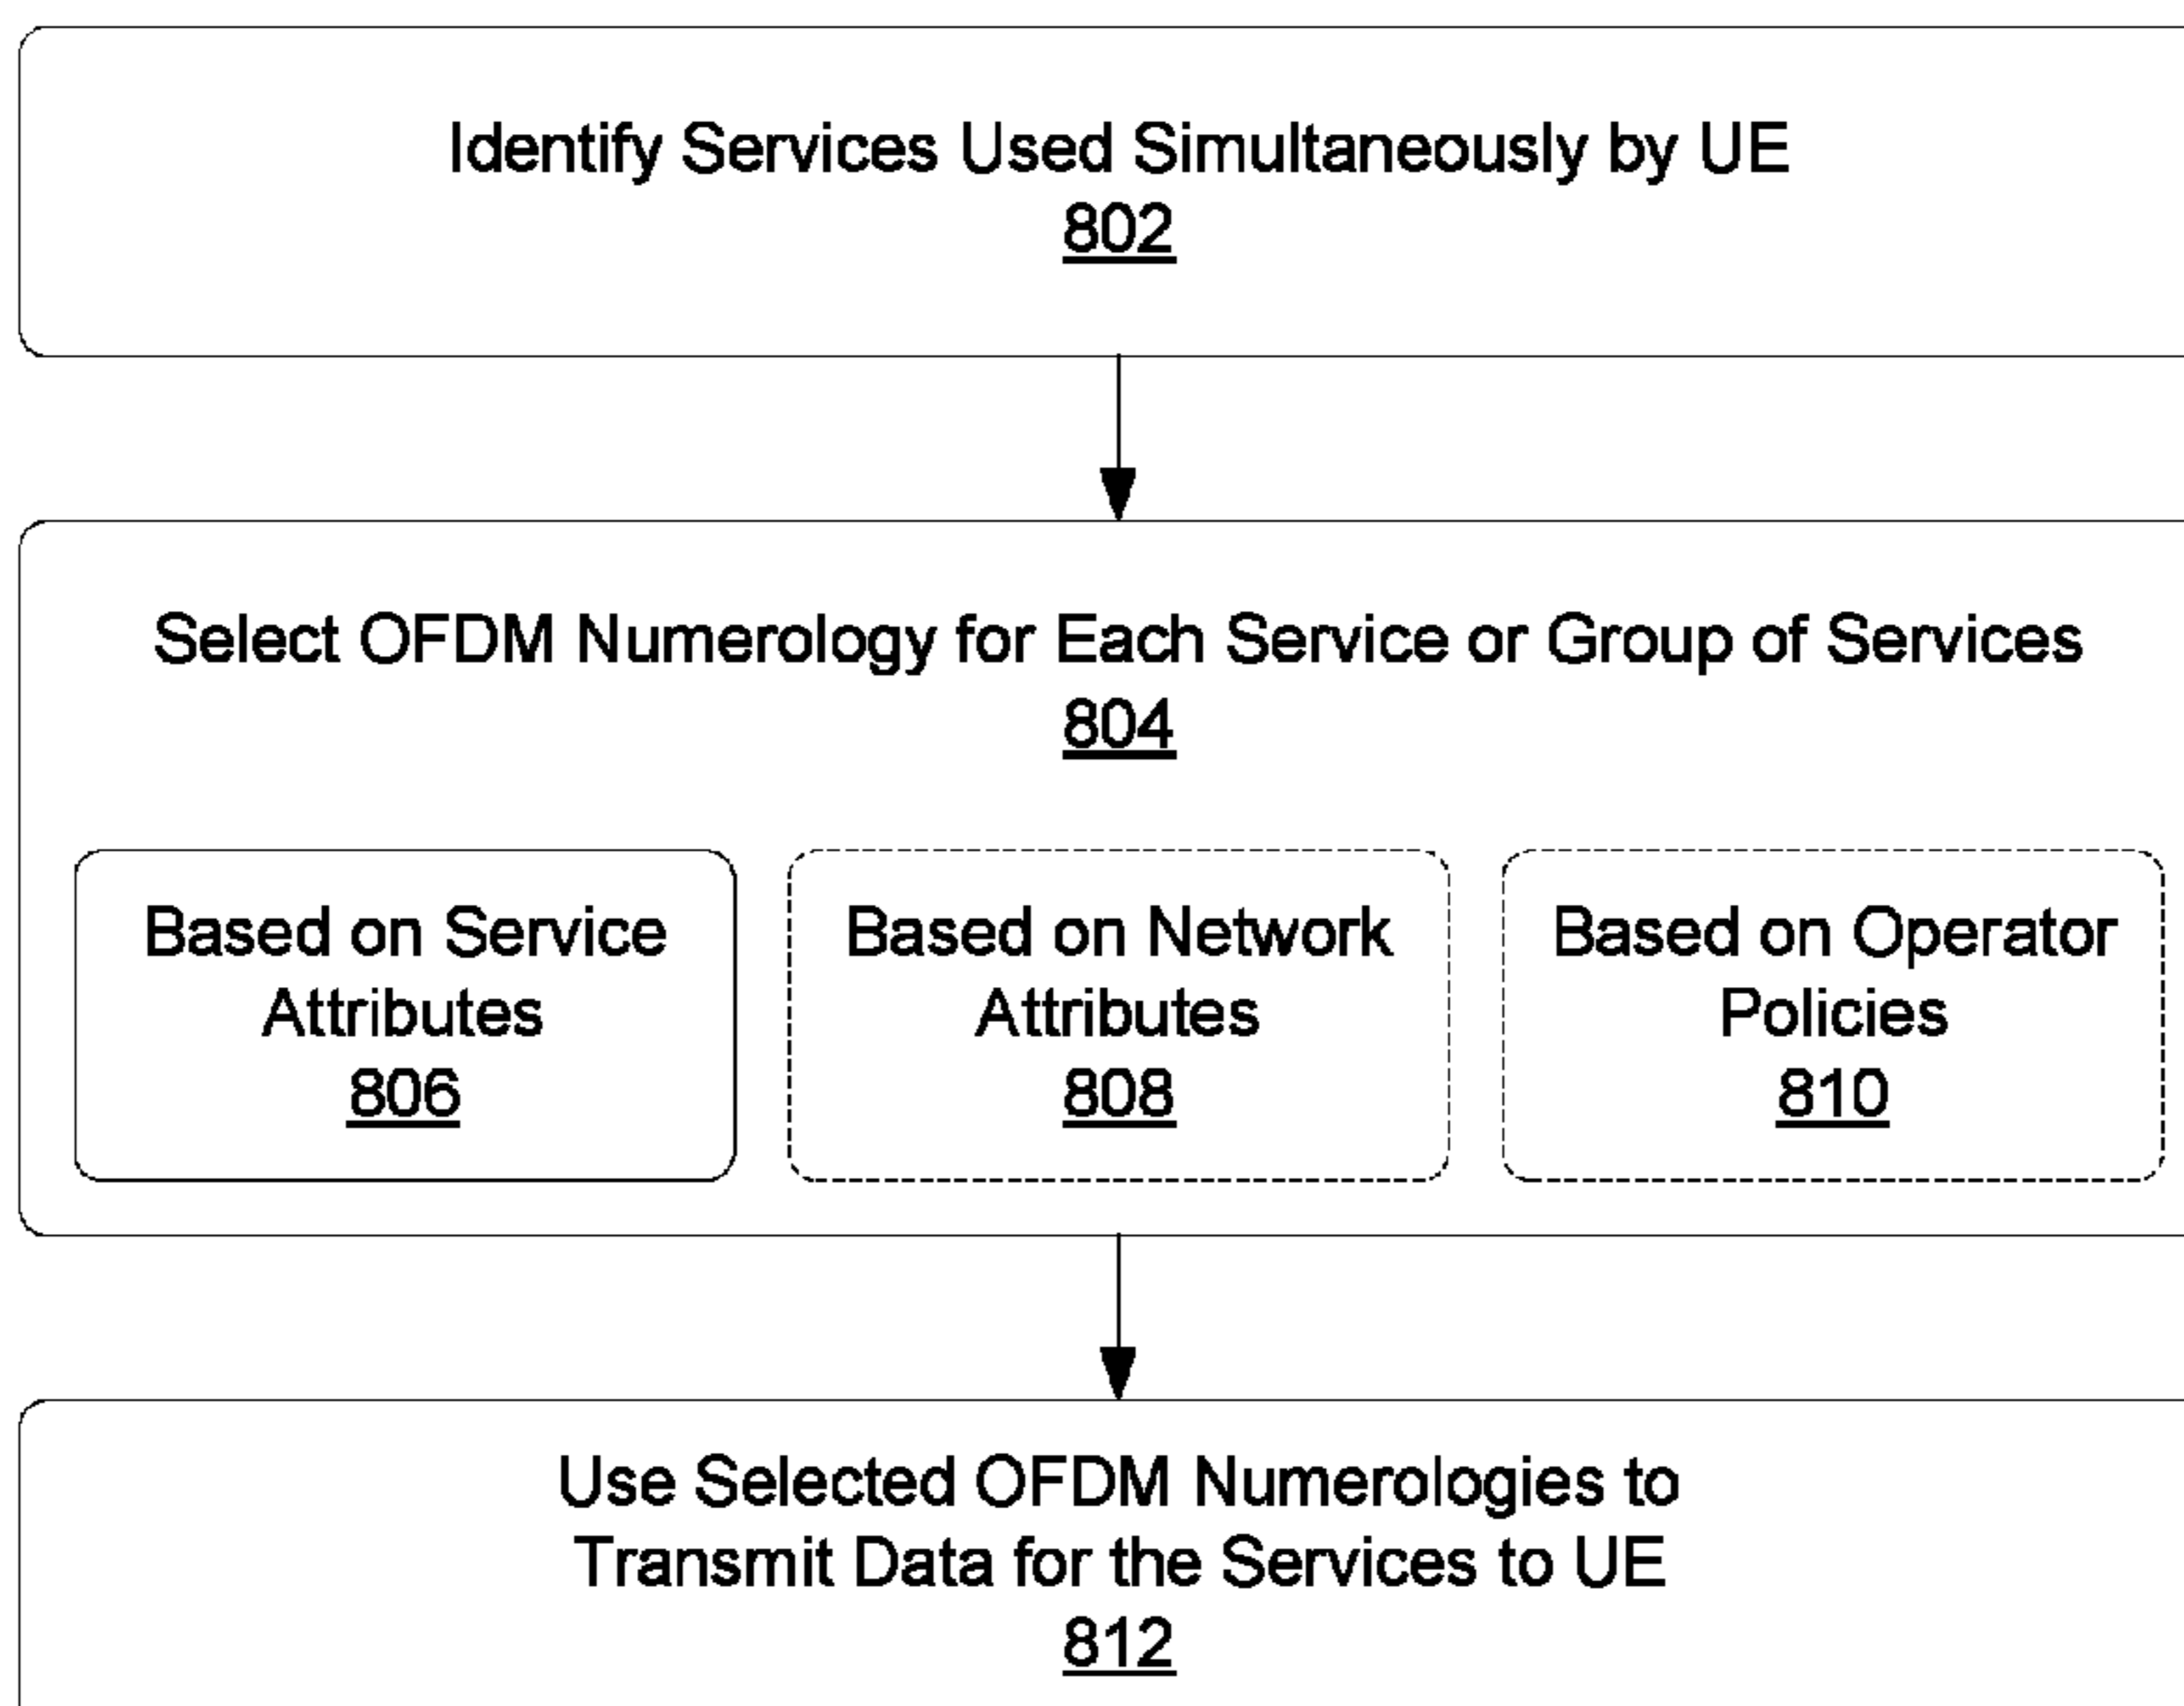 Identify Services Used Simultaneously by UE
802
Select OFDM Numerology for Each Service or Group of Services
804
Based on Service
Attributes
806
Based on Network
Attributes
808
Based on Operator
Policies
810
Use Selected OFDM Numerologies to
Transmit Data for the Services to UE
812